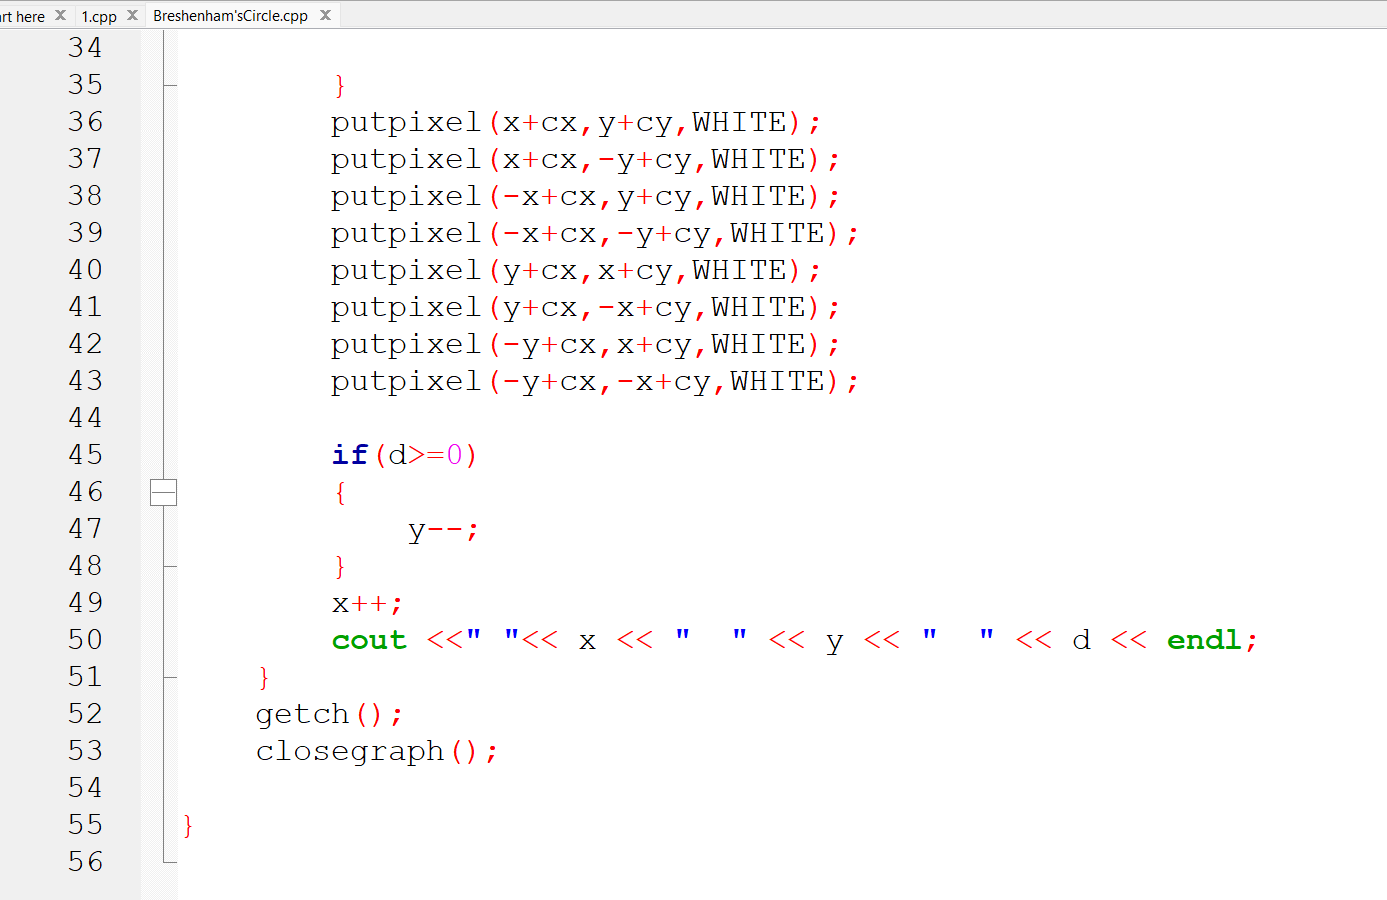 rt here 1.cpp Breshenham'sCircle.cpp
34
35 }
36 putpixel(x+cx,y+cy,WHITE);
37 putpixel(x+cx,-y+cy,WHITE);
38 putpixel(-x+cx,y+cy,WHITE);
39 putpixel(-x+cx,-y+cy,WHITE);
40 putpixel(y+cx,x+cy,WHITE);
41 putpixel(y+cx,-x+cy,WHITE);
42 putpixel(-y+cx,x+cy,WHITE);
43 putpixel(-y+cx,-x+cy,WHITE);
44
45 if(d>=0)
46 {
47 y--;
48 }
49 x++;
50 cout <<" "<< x << "  " << y << "  " << d << endl;
51 }
52 getch();
53 closegraph();
54
55 }
56